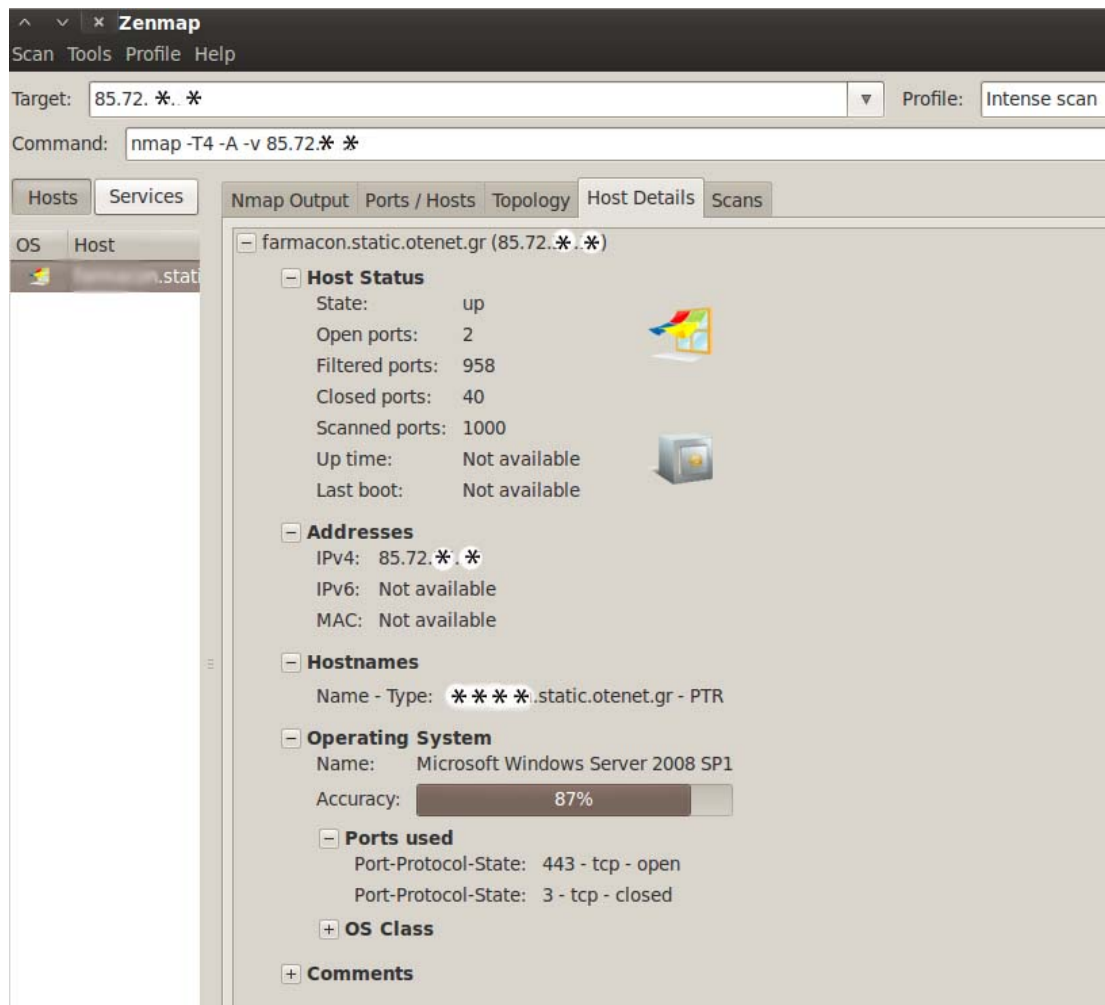 Zenmap
Scan Tools Profile Help
Target: 85.72. * . *
Profile: Intense scan
Command: nmap -T4 -A -v 85.72.* *
Hosts Services
Nmap Output Ports / Hosts Topology Host Details Scans
OS Host
.stati
farmacon.static.otenet.gr (85.72.*.*)
Host Status
State: up
Open ports: 2
Filtered ports: 958
Closed ports: 40
Scanned ports: 1000
Up time: Not available
Last boot: Not available
Addresses
IPv4: 85.72.*.*
IPv6: Not available
MAC: Not available
Hostnames
Name - Type: ****.static.otenet.gr - PTR
Operating System
Name: Microsoft Windows Server 2008 SP1
Accuracy: 87%
Ports used
Port-Protocol-State: 443 - tcp - open
Port-Protocol-State: 3 - tcp - closed
OS Class
Comments